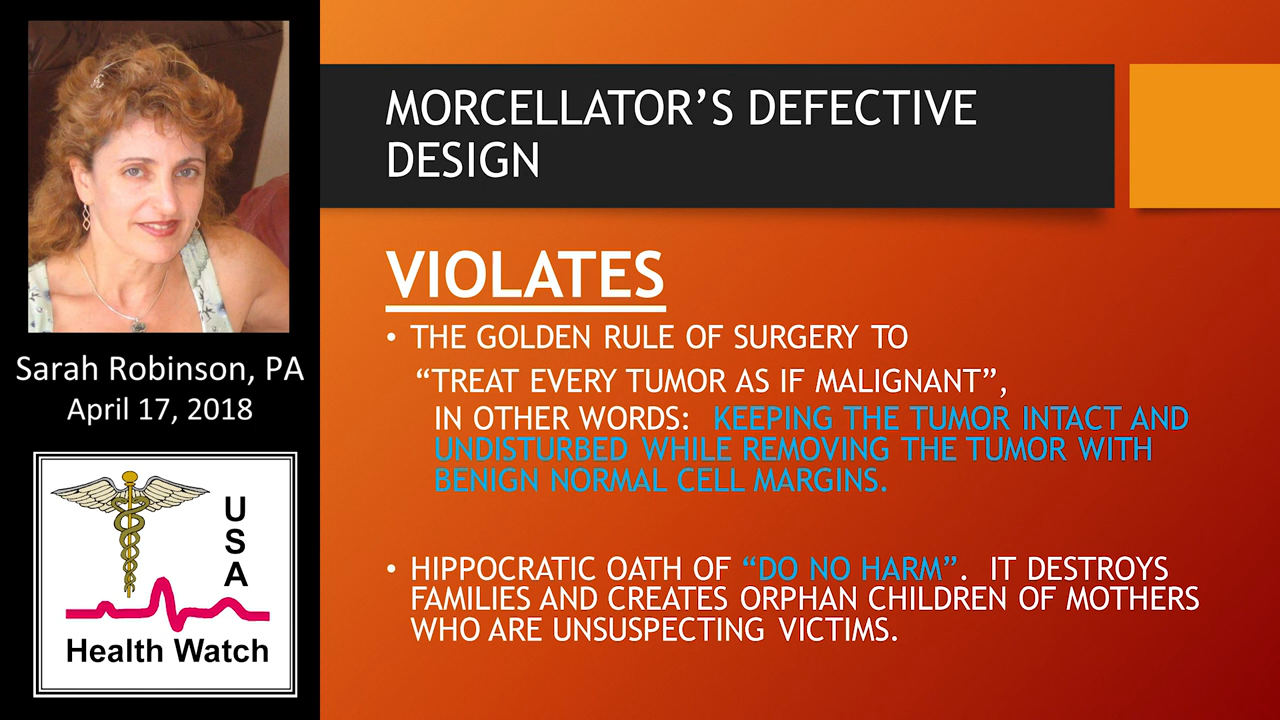 Sarah Robinson, PA
April 17, 2018
U
S
A
Health Watch
MORCELLATOR’S DEFECTIVE
DESIGN
VIOLATES
• THE GOLDEN RULE OF SURGERY TO
“TREAT EVERY TUMOR AS IF MALIGNANT”,
IN OTHER WORDS: KEEPING THE TUMOR INTACT AND
UNDISTURBED WHILE REMOVING THE TUMOR WITH
BENIGN NORMAL CELL MARGINS.
• HIPPOCRATIC OATH OF “DO NO HARM”. IT DESTROYS
FAMILIES AND CREATES ORPHAN CHILDREN OF MOTHERS
WHO ARE UNSUSPECTING VICTIMS.